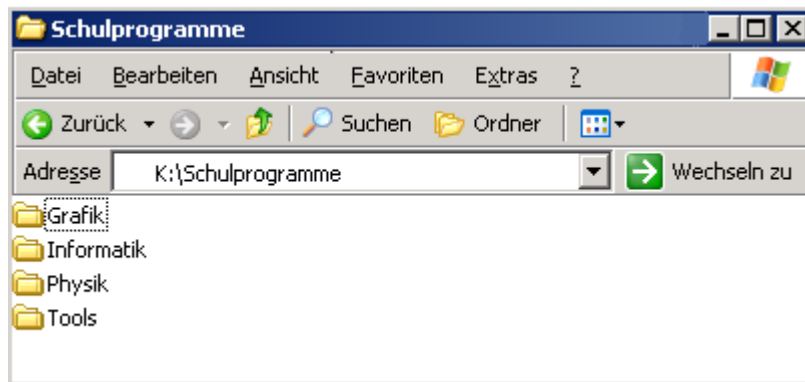 Schulprogramme
Datei Bearbeiten Ansicht Favoriten Extras ?
Zurück Suchen Ordner
Adresse K:\Schulprogramme Wechseln zu
Grafik
Informatik
Physik
Tools